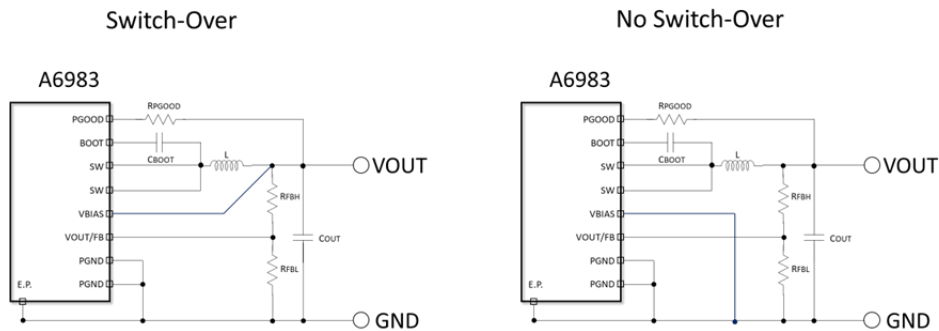 Switch-Over
No Switch-Over
A6983
RPGOOD
PGOOD
BOOT
CBOOT
L
SW
VOUT
SW
RFBH
VBIAS
VOUT/FB
COUT
PGND
RFBL
E.P.
PGND
GND
A6983
RPGOOD
PGOOD
BOOT
CBOOT
L
SW
VOUT
SW
RFBH
VBIAS
VOUT/FB
COUT
PGND
RFBL
E.P.
PGND
GND